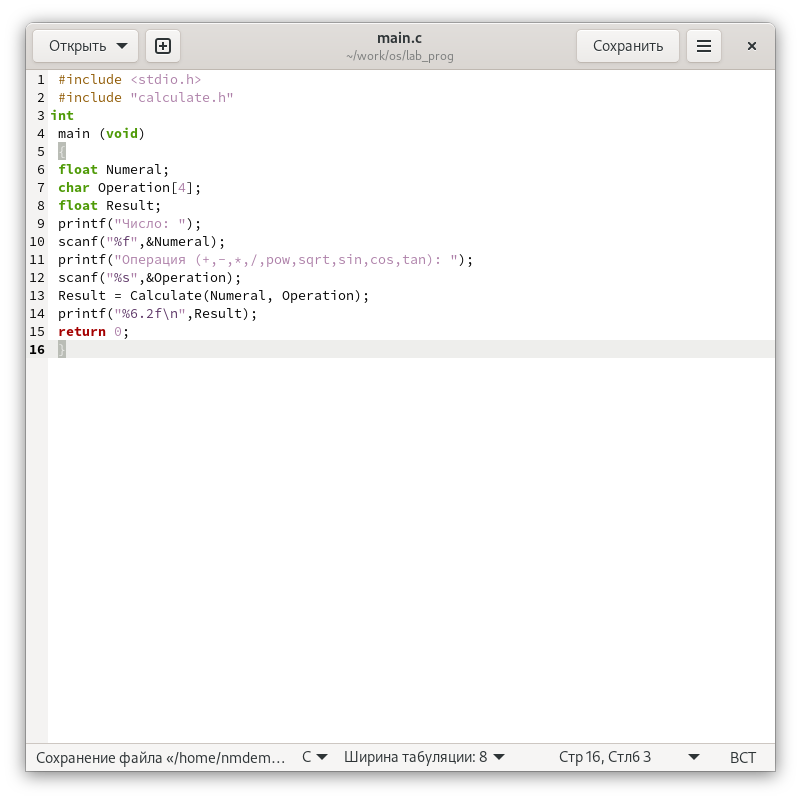 Открыть
main.c
~/work/os/lab_prog
Сохранить
1 #include <stdio.h>
2 #include "calculate.h"
3 int
4 main (void)
5 {
6 float Numeral;
7 char Operation[4];
8 float Result;
9 printf("Число: ");
10 scanf("%f",&Numeral);
11 printf("Операция (+,-,*,/,pow,sqrt,sin,cos,tan): ");
12 scanf("%s",&Operation);
13 Result = Calculate(Numeral, Operation);
14 printf("%6.2f\n",Result);
15 return 0;
16 }
Сохранение файла «/home/nmdem… C Ширина табуляции: 8 Стр 16, Стлб 3 ВСТ